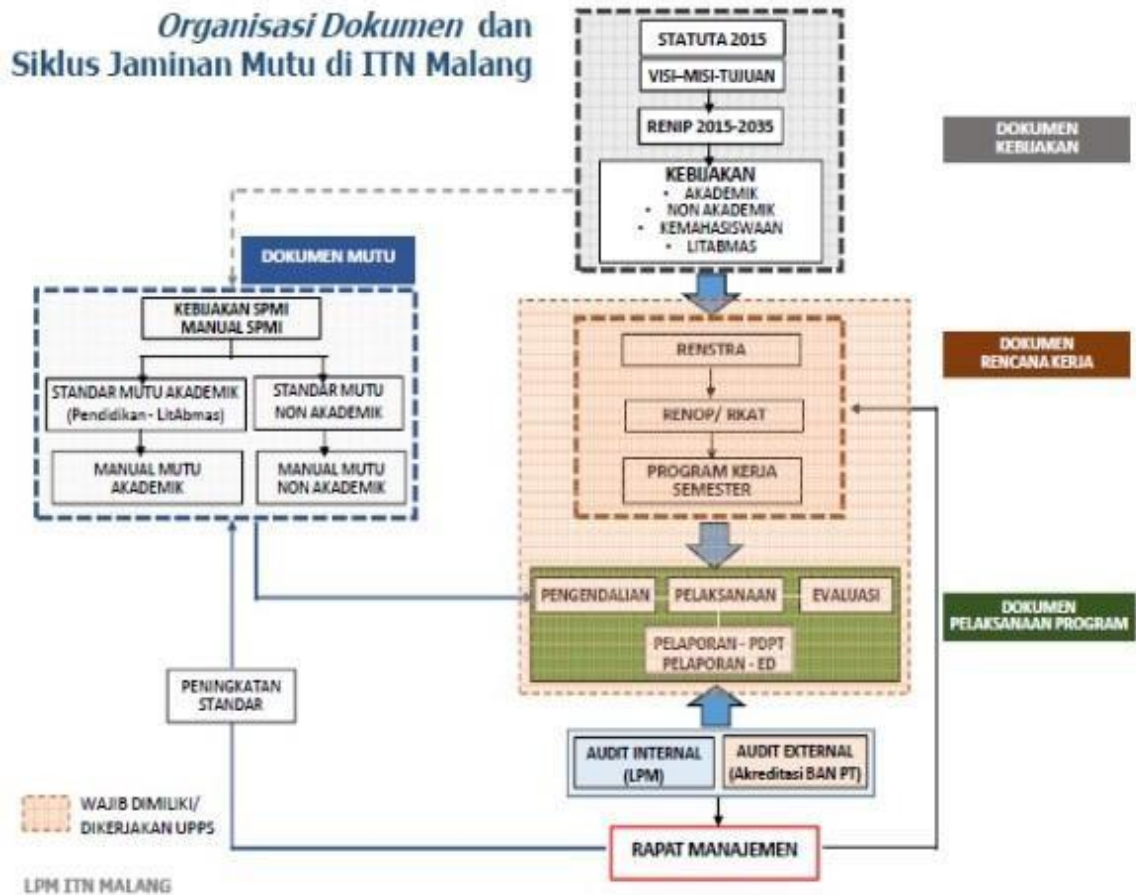 Organisasi Dokumen dan
Siklus Jaminan Mutu di ITN Malang
STATUTA 2015
VISI-MISI-TUJUAN
RENIP 2015-2035
KEBIJAKAN
• AKADEMIK
• NON AKADEMIK
• KEMAHASISWAAN
• LITABMAS
DOKUMEN
KEBIJAKAN
DOKUMEN MUTU
KEBIJAKAN SPMI
MANUAL SPMI
STANDAR MUTU AKADEMIK
(Pendidikan - LitAbmas)
STANDAR MUTU
NON AKADEMIK
MANUAL MUTU
AKADEMIK
MANUAL MUTU
NON AKADEMIK
RENSTRA
RENOP/ RKAT
PROGRAM KERJA
SEMESTER
DOKUMEN
RENCANA KERJA
PENGENDALIAN
PELAKSANAAN
EVALUASI
PELAPORAN - PDPT
PELAPORAN - ED
DOKUMEN
PELAKSANAAN PROGRAM
PENINGKATAN
STANDAR
AUDIT INTERNAL
(LPM)
AUDIT EXTERNAL
(Akreditasi BAN PT)
WAJIB DIMILIKI/
DIKERJAKAN UPPS
RAPAT MANAJEMEN
LPM ITN MALANG